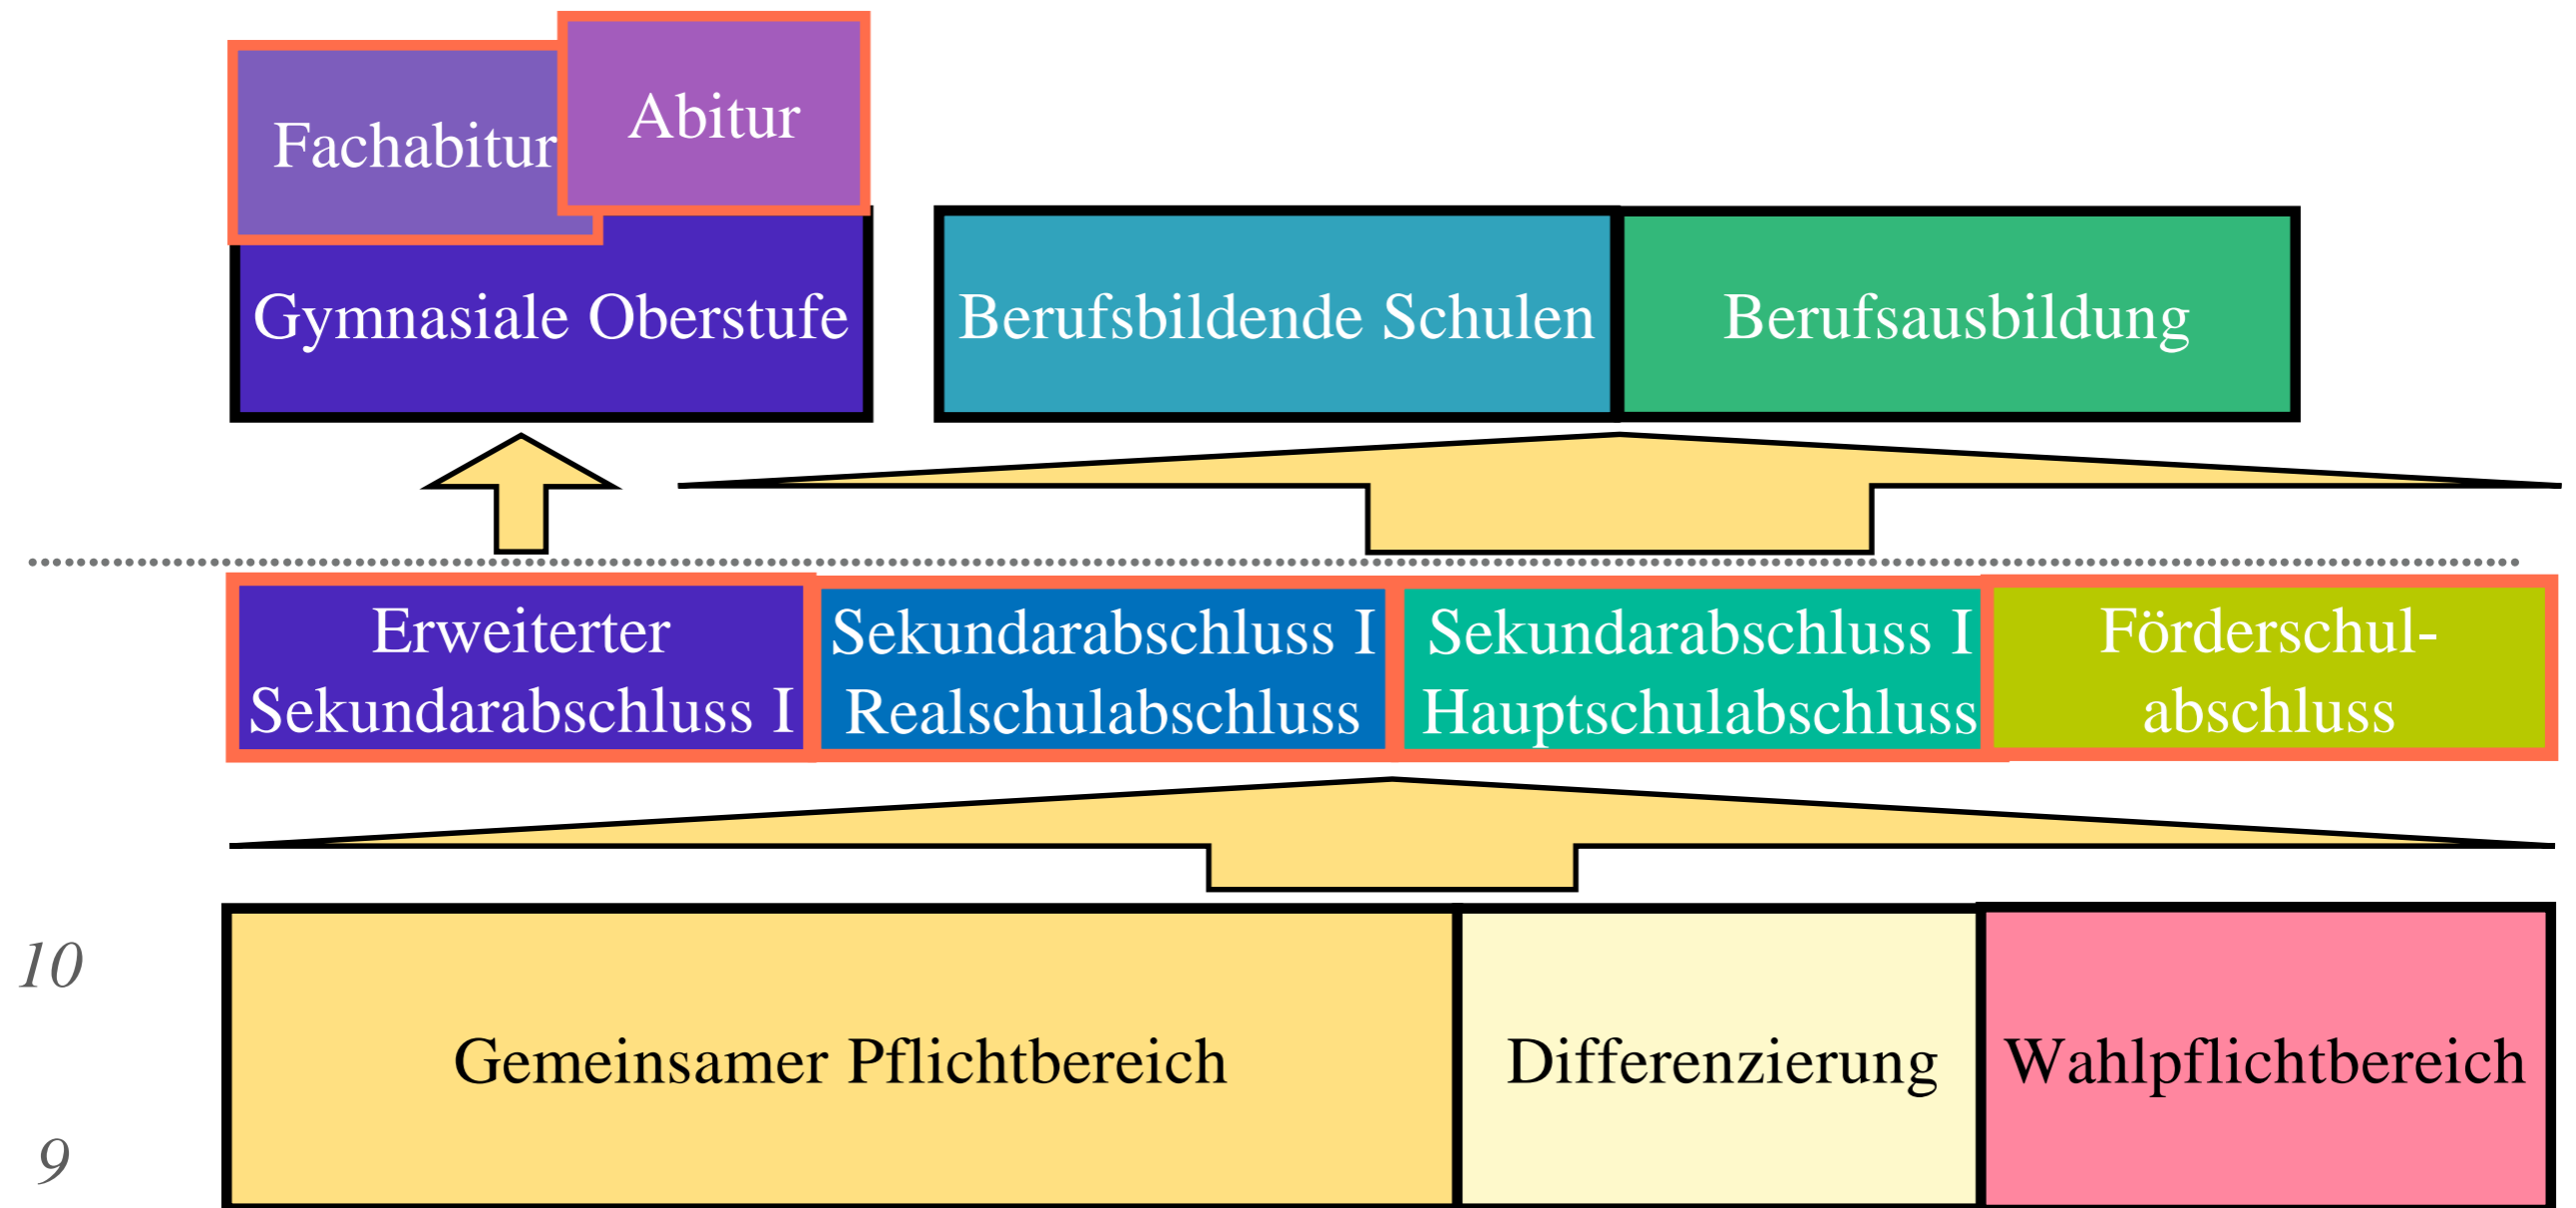 Fachabitur
Abitur
Gymnasiale Oberstufe
Berufsbildende Schulen
Berufsausbildung
Erweiterter
Sekundarabschluss I
Sekundarabschluss I
Realschulabschluss
Sekundarabschluss I
Hauptschulabschluss
Förderschul-
abschluss
10
Gemeinsamer Pflichtbereich
Differenzierung
Wahlpflichtbereich
9